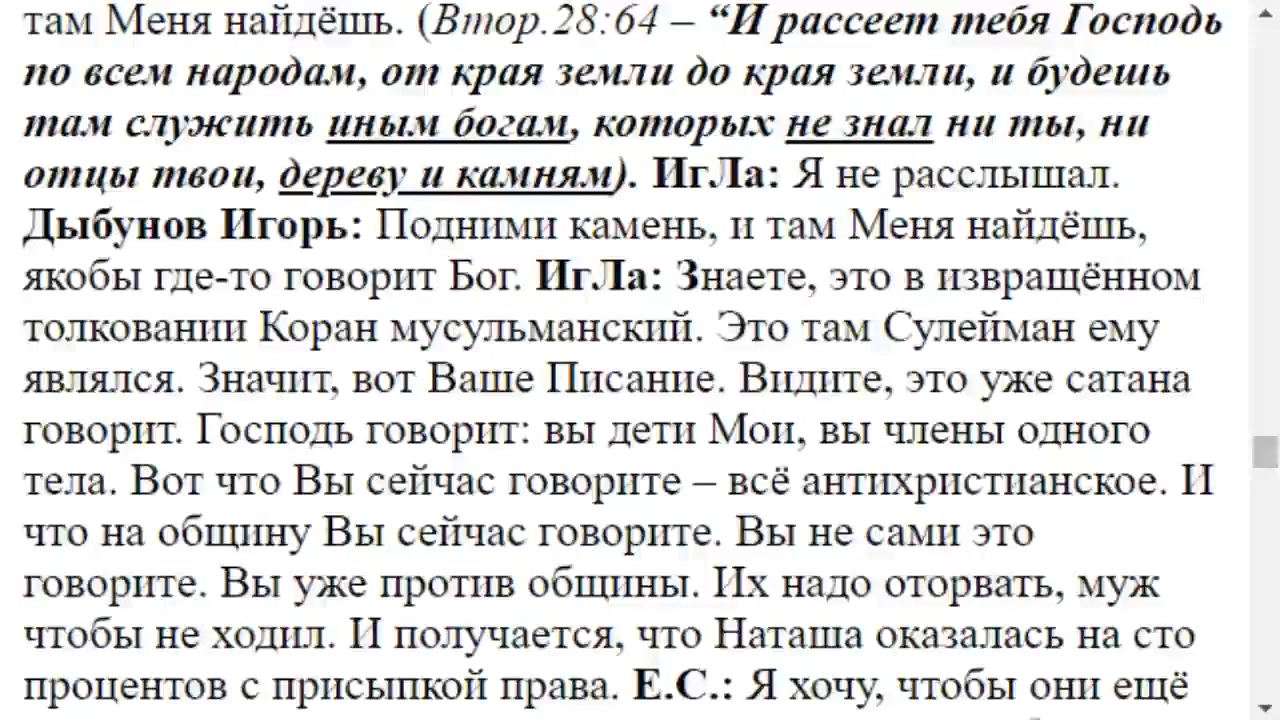 там Меня найдёшь. (Втор.28:64 – “И рассеет тебя Господь
по всем народам, от края земли до края земли, и будешь
там служить иным богам, которых не знал ни ты, ни
отцы твои, дереву и камням). ИгЛа: Я не расслышал.
Дыбунов Игорь: Подними камень, и там Меня найдёшь,
якобы где-то говорит Бог. ИгЛа: Знаете, это в извращённом
толковании Коран мусульманский. Это там Сулейман ему
являлся. Значит, вот Ваше Писание. Видите, это уже сатана
говорит. Господь говорит: вы дети Мои, вы члены одного
тела. Вот что Вы сейчас говорите – всё антихристианское. И
что на общину Вы сейчас говорите. Вы не сами это
говорите. Вы уже против общины. Их надо оторвать, муж
чтобы не ходил. И получается, что Наташа оказалась на сто
процентов с присыпкой права. Е.С.: Я хочу, чтобы они ещё